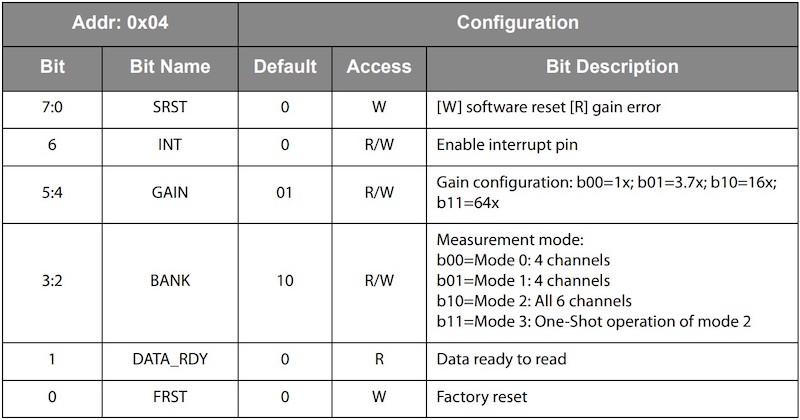 Addr: 0x04 Configuration
Bit Bit Name Default Access Bit Description
7:0 SRST 0 W [W] software reset [R] gain error
6 INT 0 R/W Enable interrupt pin
5:4 GAIN 01 R/W Gain configuration: b00=1x; b01=3.7x; b10=16x;
b11=64x
3:2 BANK 10 R/W Measurement mode:
b00=Mode 0: 4 channels
b01=Mode 1: 4 channels
b10=Mode 2: All 6 channels
b11=Mode 3: One-Shot operation of mode 2
1 DATA_RDY 0 R Data ready to read
0 FRST 0 W Factory reset